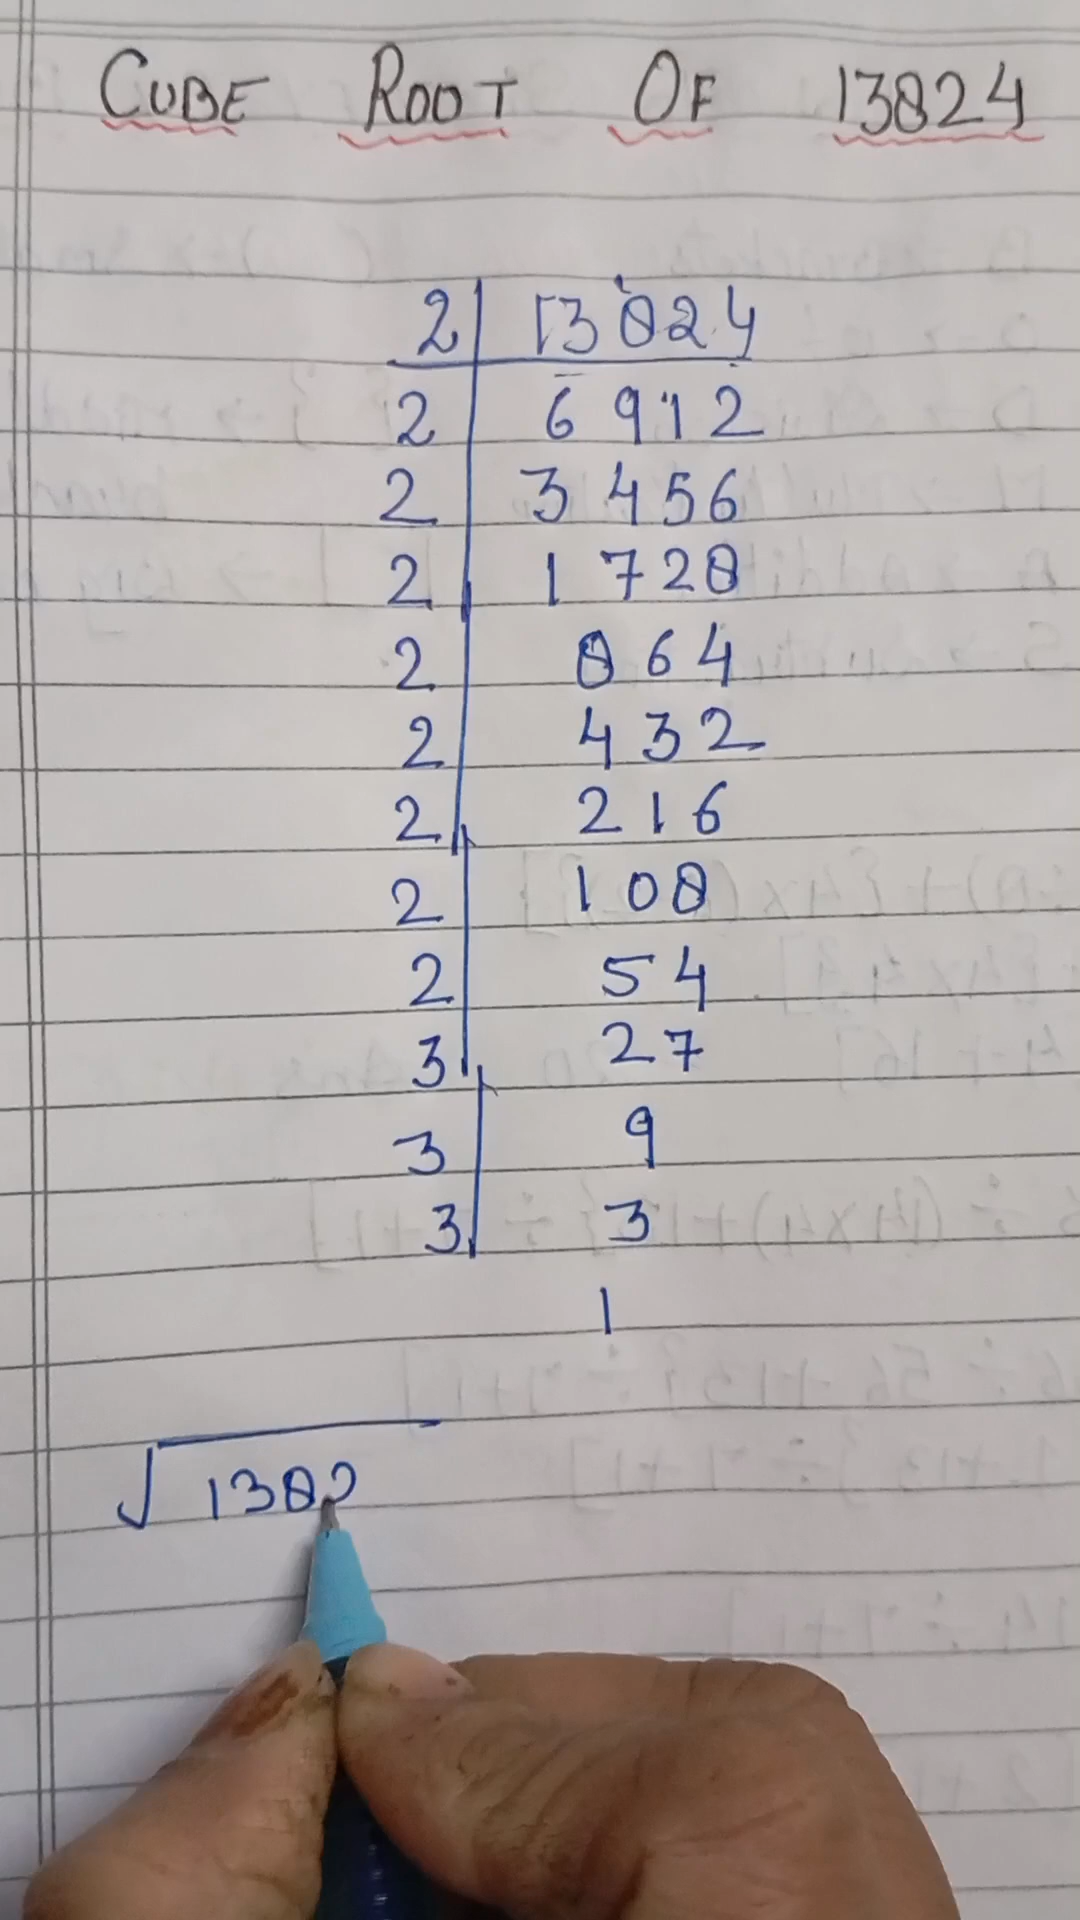 CUBE ROOT OF 13824
2 | 13824
2 | 6912
2 | 3456
2 | 1728
2 | 864
2 | 432
2 | 216
2 | 108
2 | 54
3 | 27
3 | 9
3 | 3
1
√1382